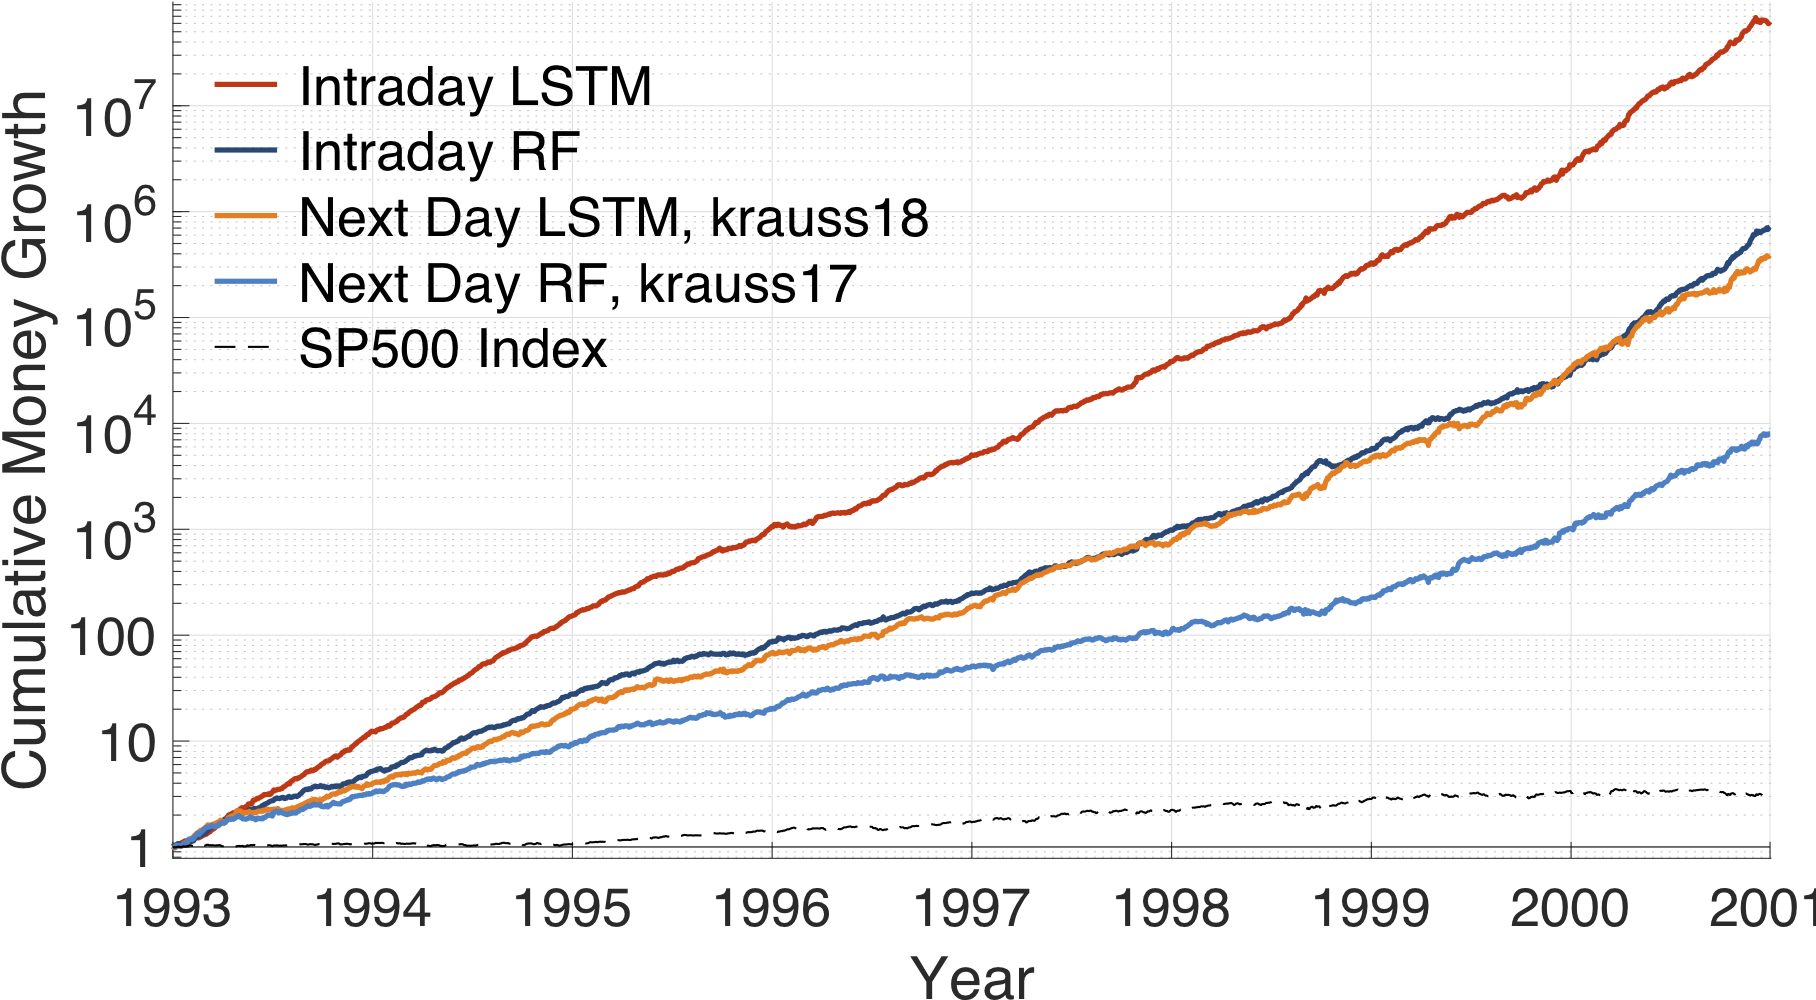 Cumulative Money Growth
10^7
10^6
10^5
10^4
10^3
100
10
1
Intraday LSTM
Intraday RF
Next Day LSTM, krauss18
Next Day RF, krauss17
SP500 Index
1993 1994 1995 1996 1997 1998 1999 2000 2001
Year